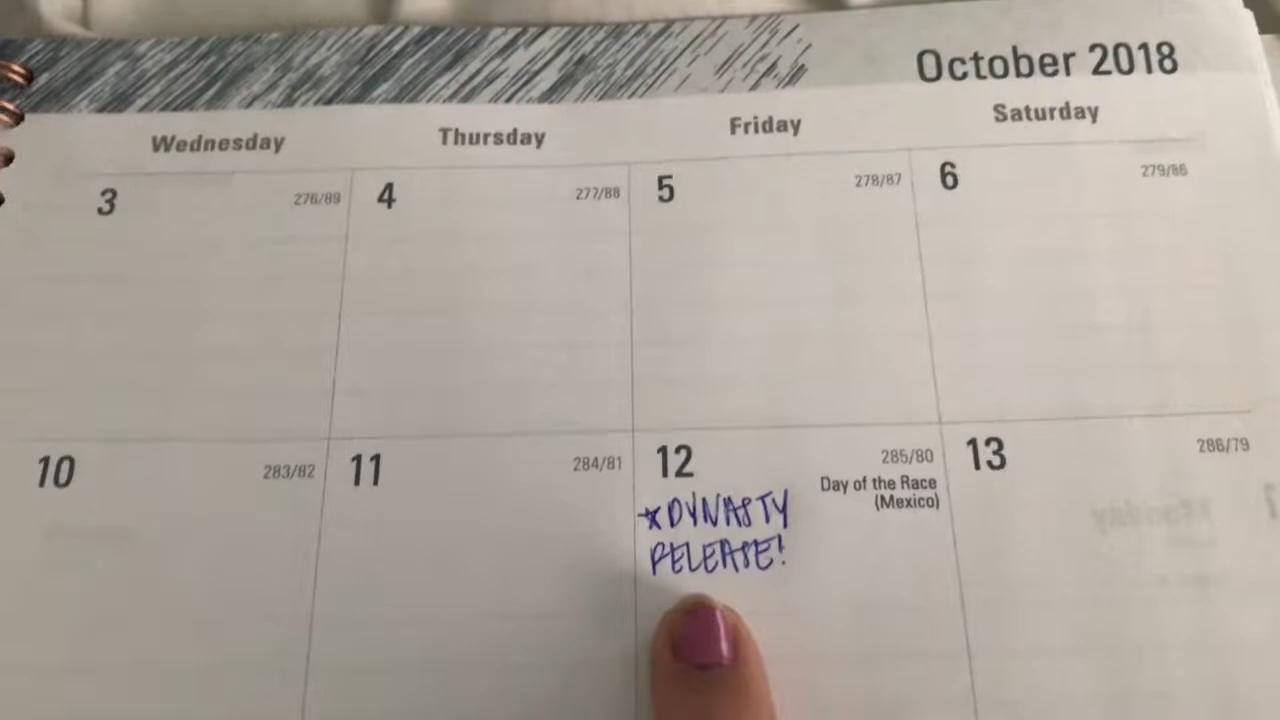 October 2018
Wednesday Thursday Friday Saturday
3 276/89 4 277/88 5 278/87 6 279/86
10 283/82 11 284/81 12 285/80 13 286/79
Day of the Race
(Mexico)
*DYNASTY
RELEASE!
Monday